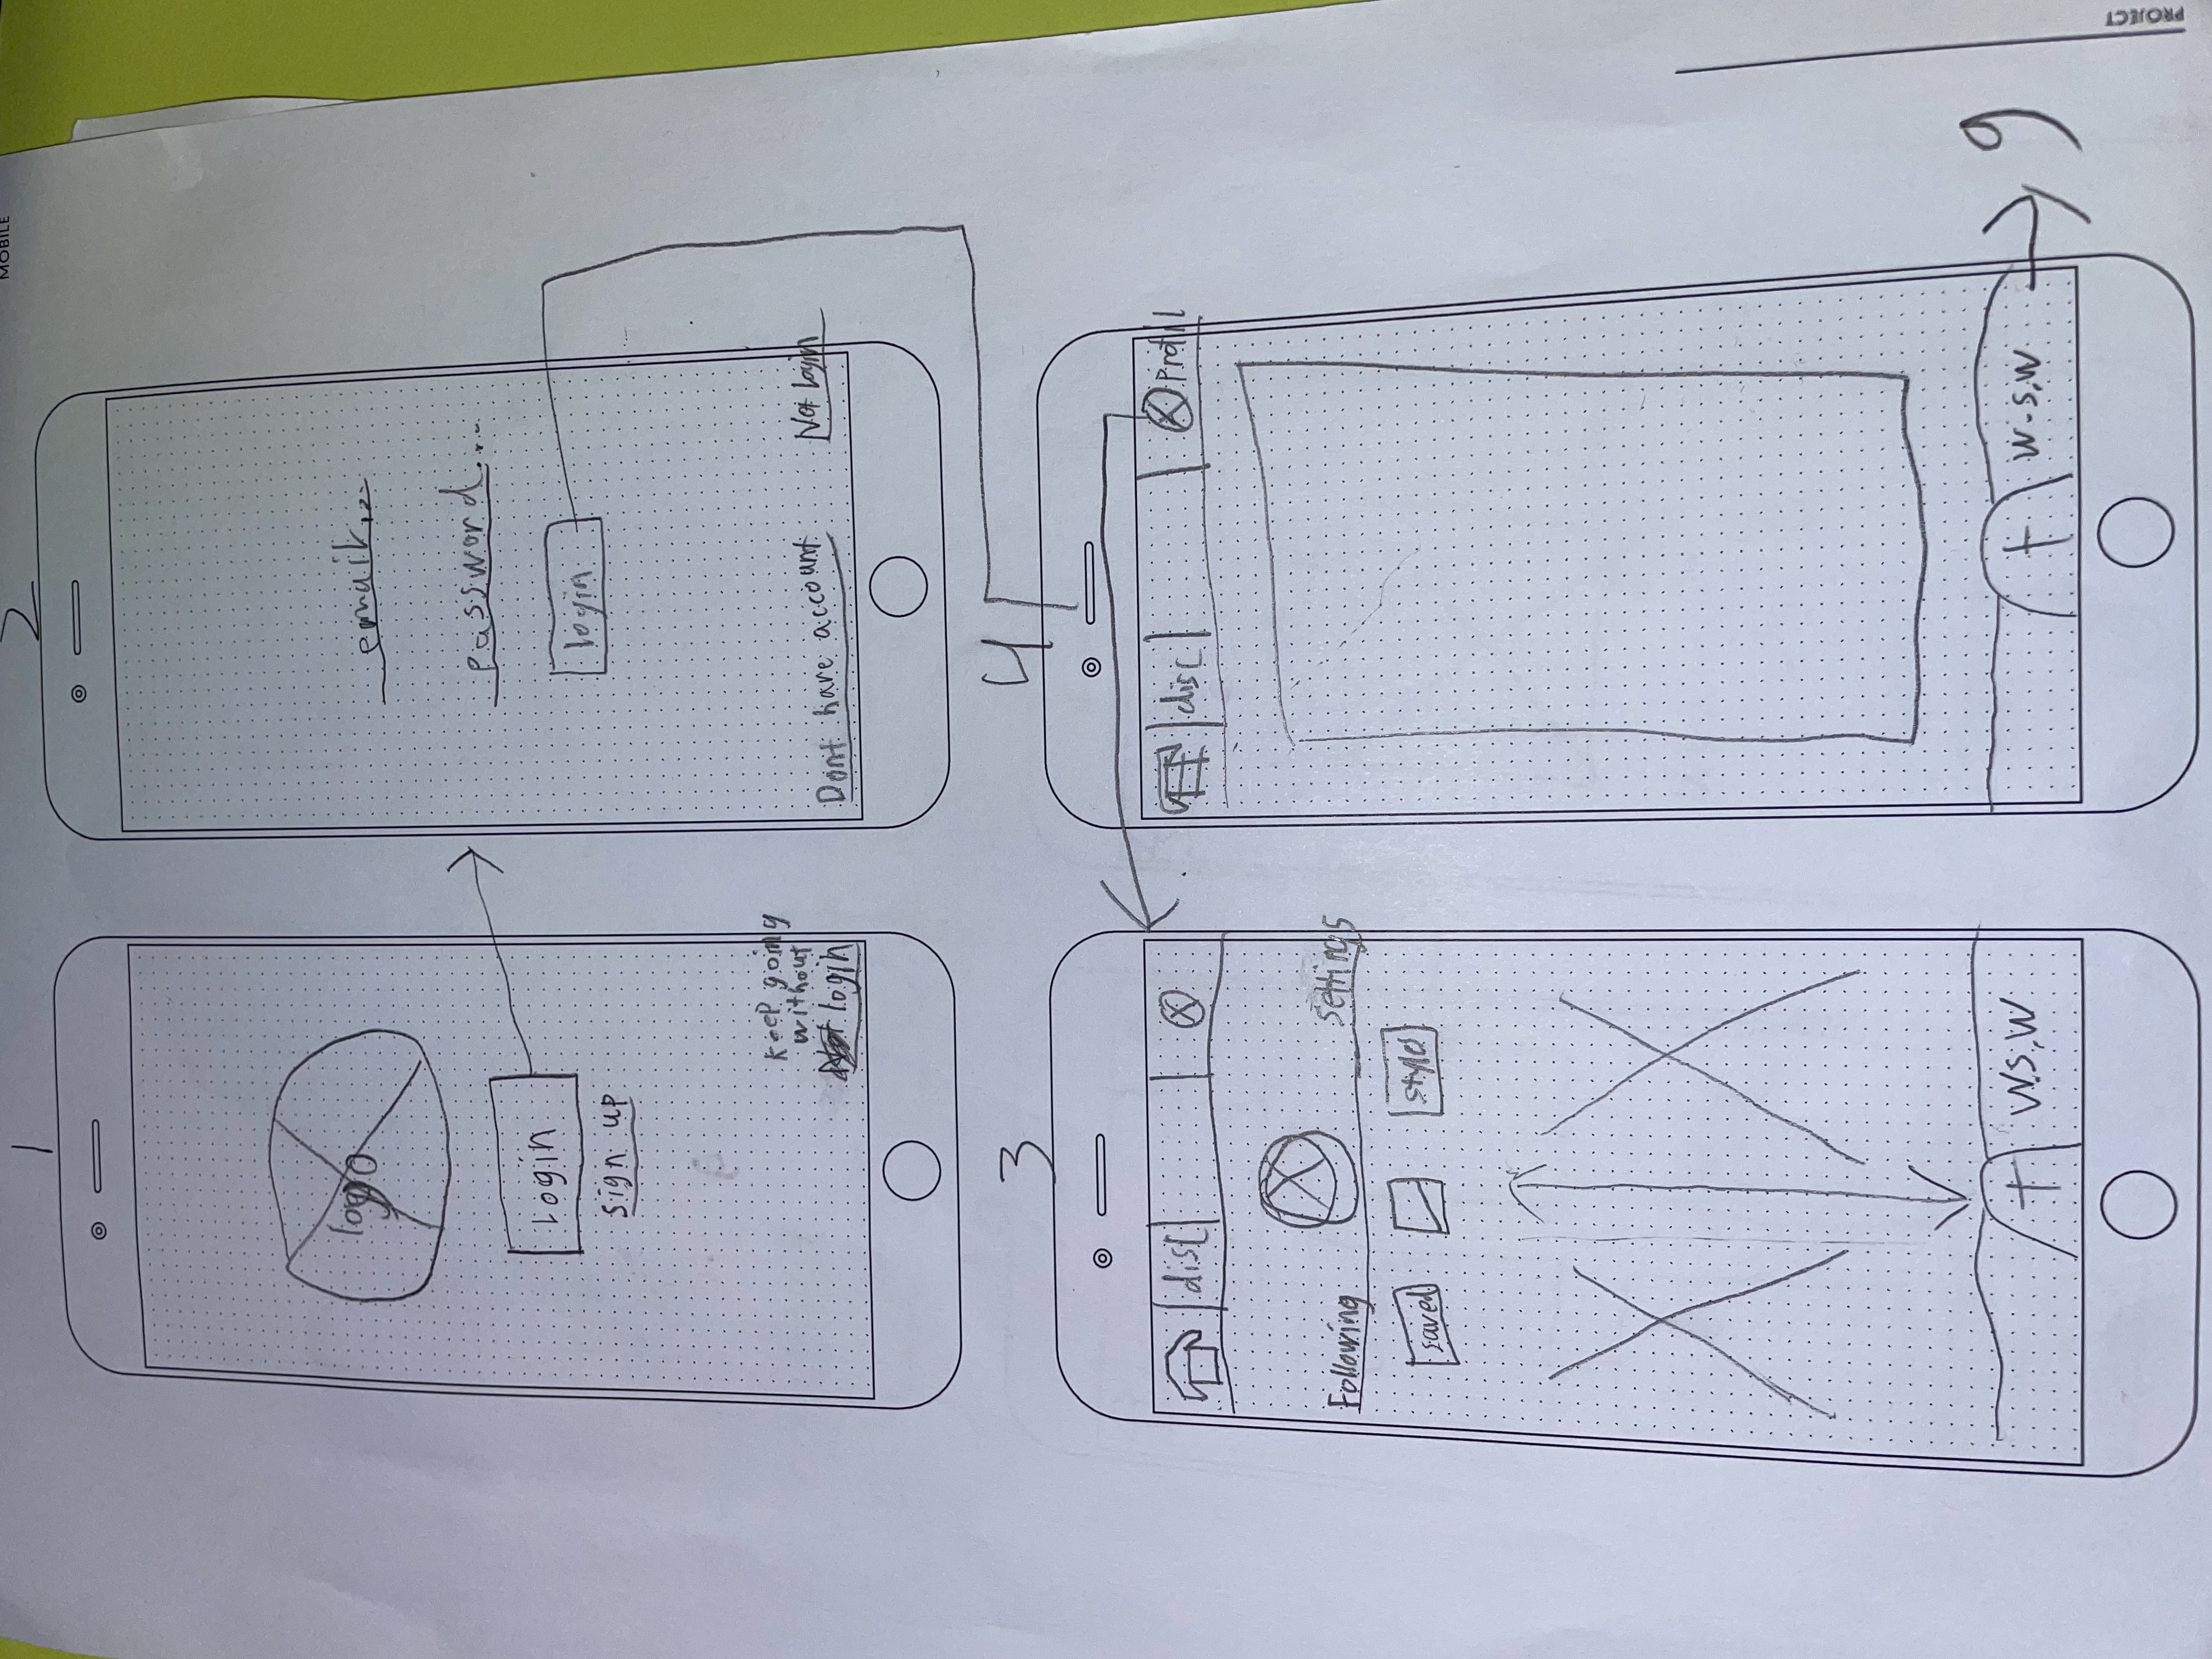 MOBILE
1
2
logo
Login
sign up
keep going
without
login
email...
password...
login
Dont have account
Not login
3
4
disc
Following
settings
saved
style
+
W.S.W
disc
Profil
+
W.S.W
9
PROJECT